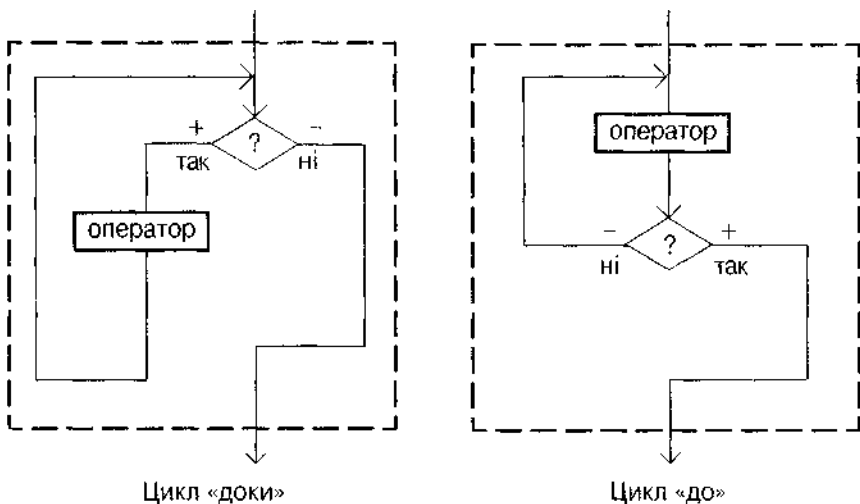 +
?
−
так
ні
оператор
Цикл «доки»
оператор
−
?
+
ні
так
Цикл «до»